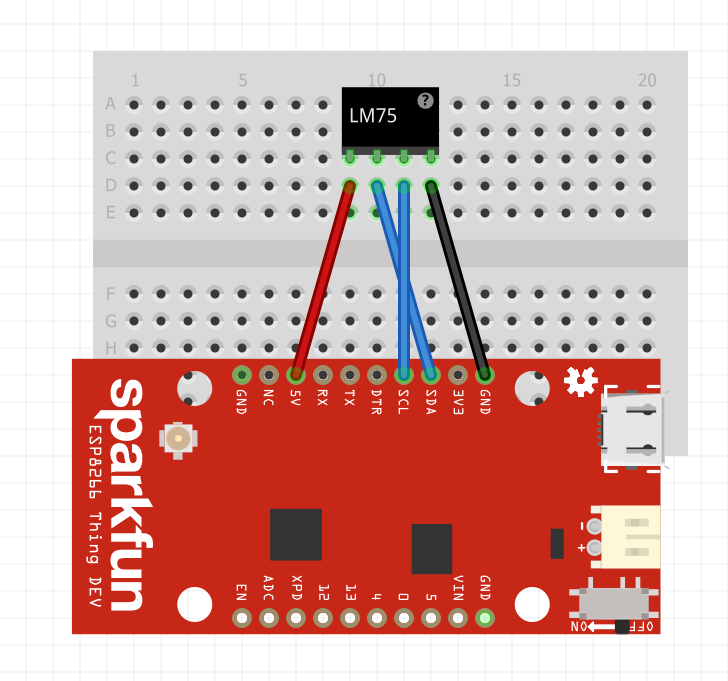 1 5 10 15 20
A
B
C
D
E
F
G
H
LM75
?
GND NC 5V RX TX DTR SCL SDA 3V3 GND
sparkfun
ESP8266 Thing DEV
- 
+
EN ADC XPD 12 13 4 0 5 VIN GND
ON OFF